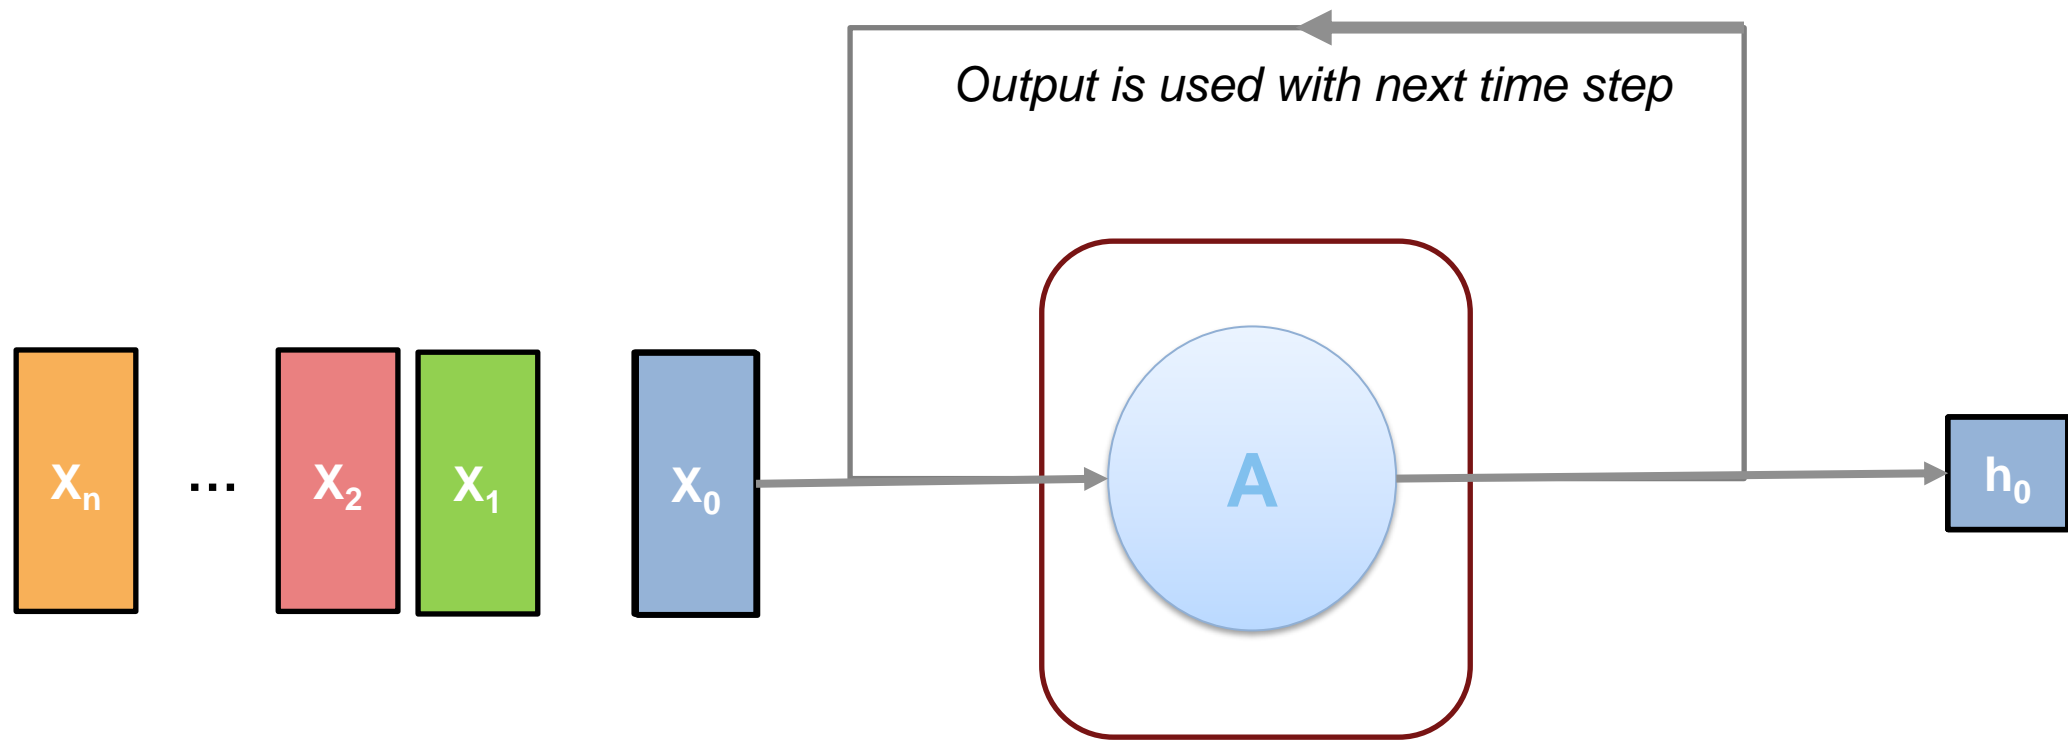 Output is used with next time step
Xn ... X2 X1 X0 A h0